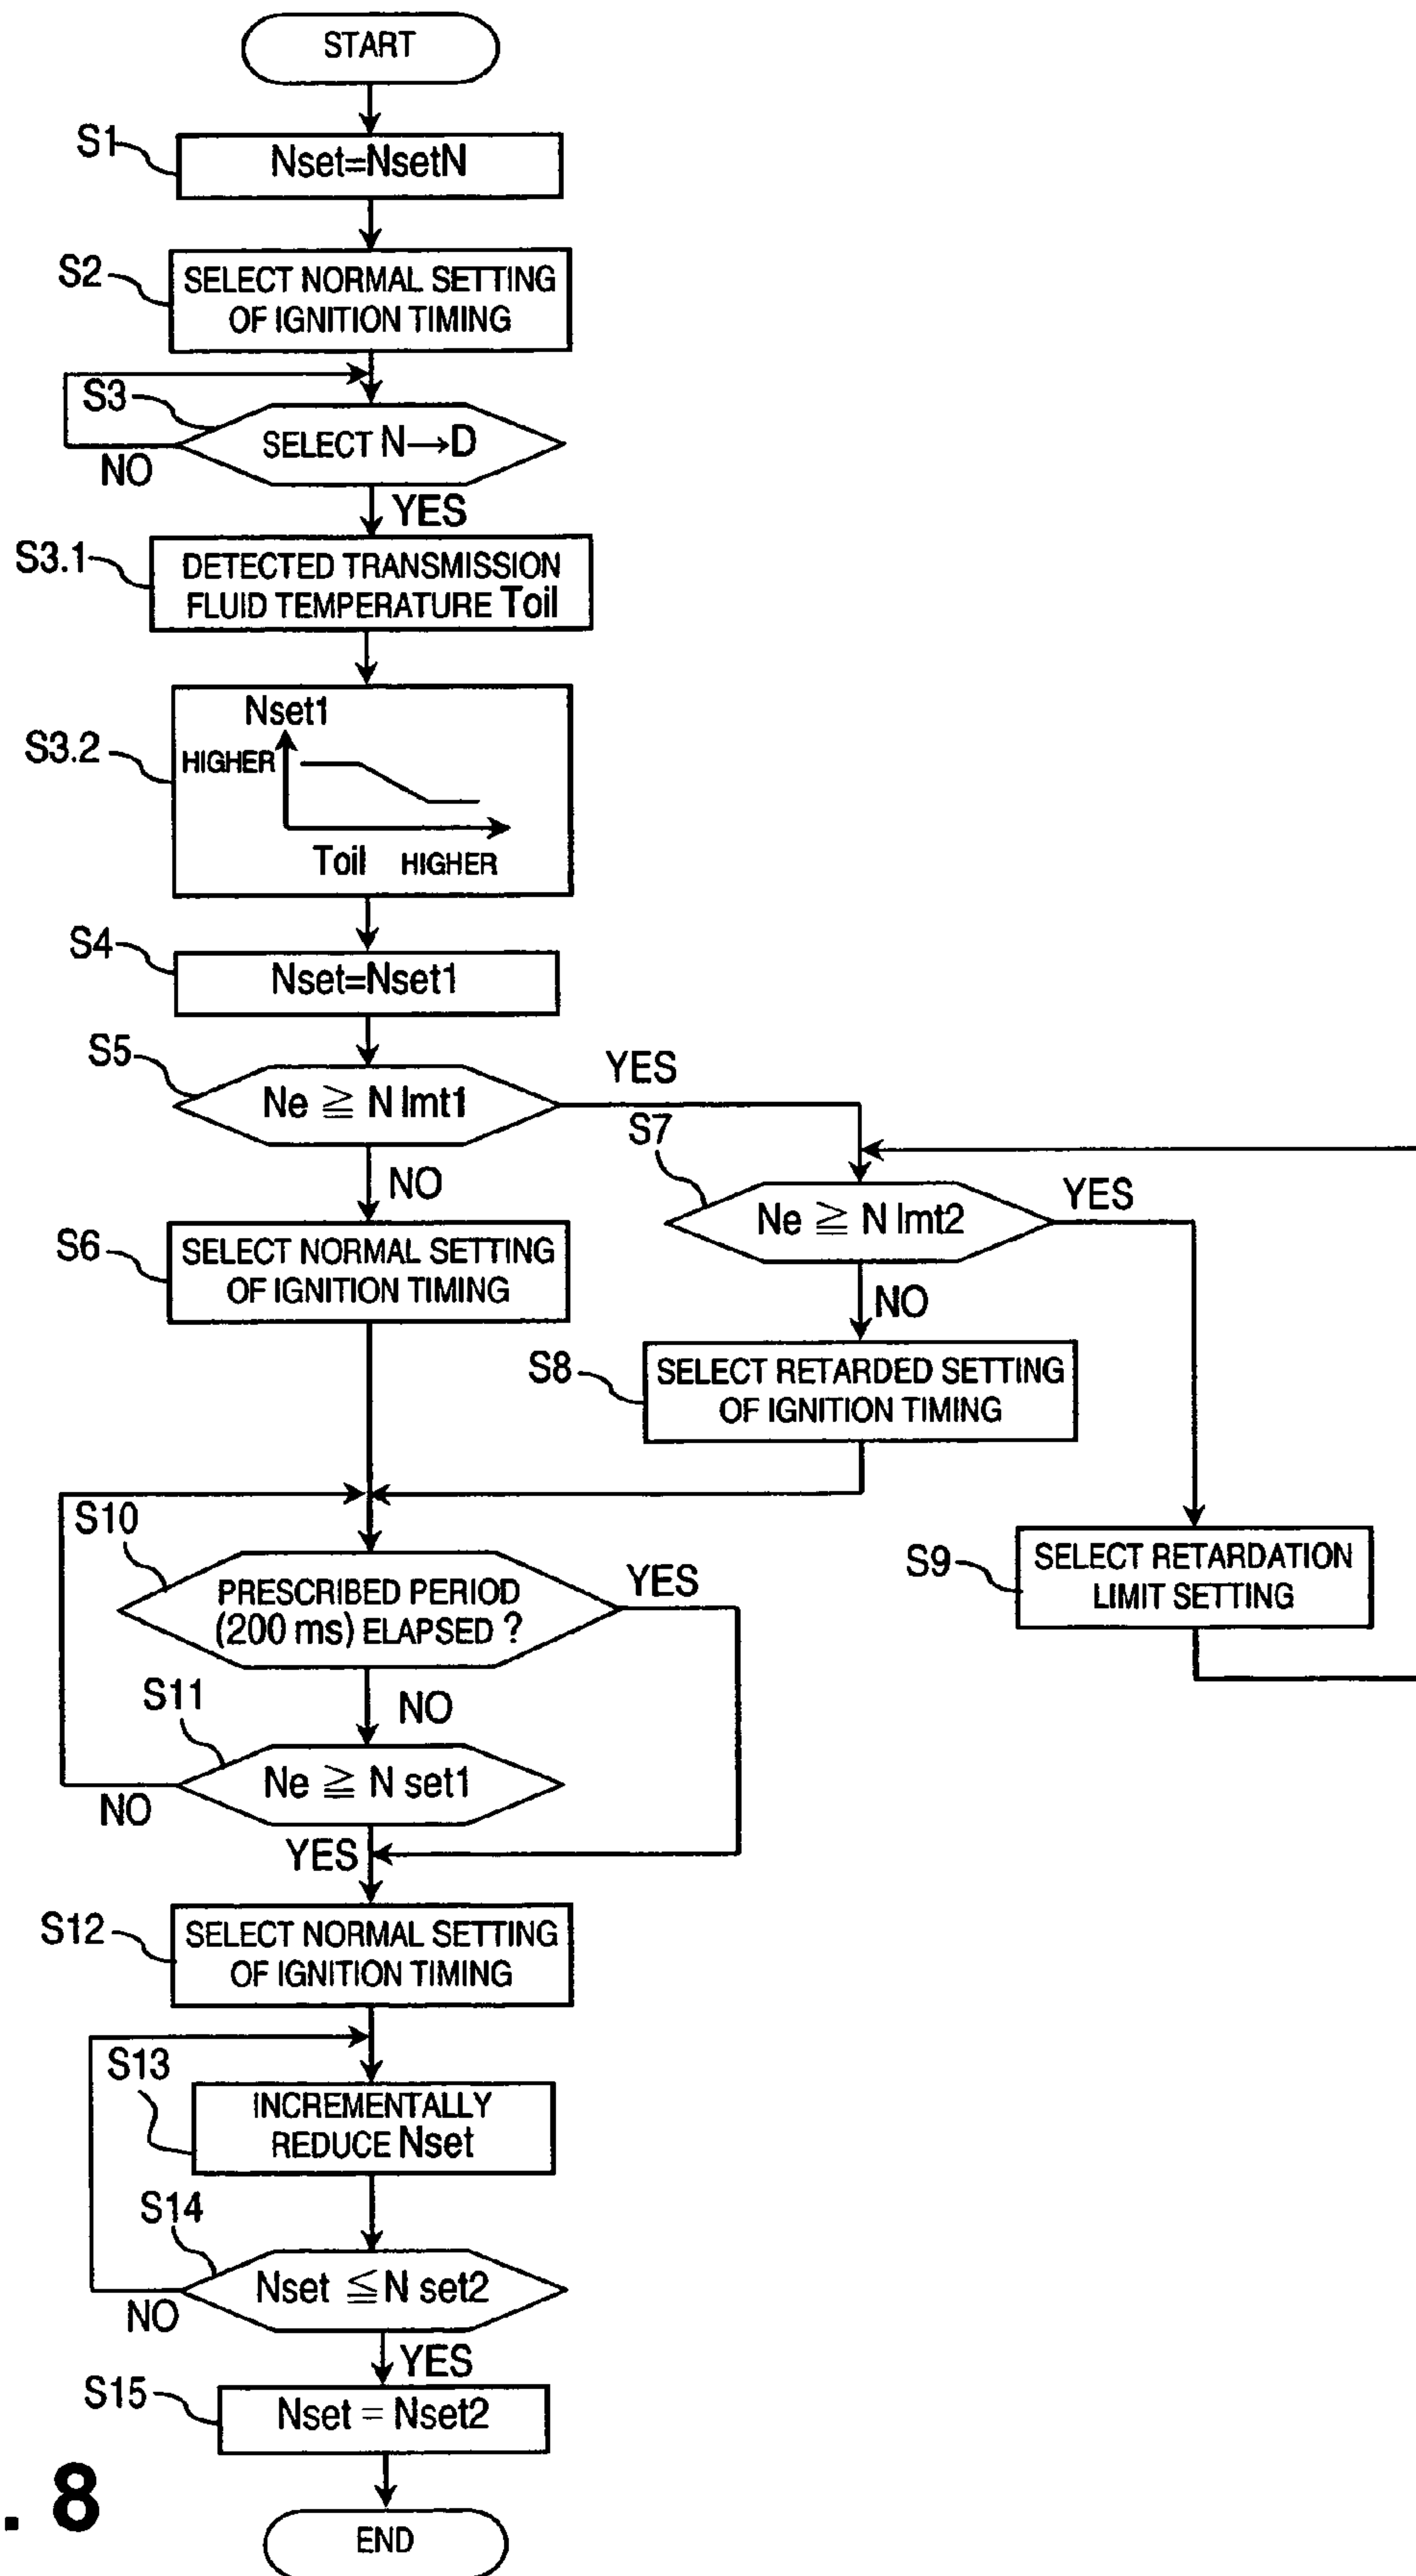 START
S1
Nset=NsetN
S2
SELECT NORMAL SETTING
OF IGNITION TIMING
S3
SELECT N→D
NO
YES
S3.1
DETECTED TRANSMISSION
FLUID TEMPERATURE Toil
S3.2
Nset1
HIGHER
Toil HIGHER
S4
Nset=Nset1
S5
Ne ≧ N lmt1
YES
NO
S7
Ne ≧ N lmt2
YES
NO
S6
SELECT NORMAL SETTING
OF IGNITION TIMING
S8
SELECT RETARDED SETTING
OF IGNITION TIMING
S9
SELECT RETARDATION
LIMIT SETTING
S10
PRESCRIBED PERIOD
(200 ms) ELAPSED ?
YES
NO
S11
Ne ≧ N set1
NO
YES
S12
SELECT NORMAL SETTING
OF IGNITION TIMING
S13
INCREMENTALLY
REDUCE Nset
S14
Nset ≦ N set2
NO
YES
S15
Nset = Nset2
END
. 8